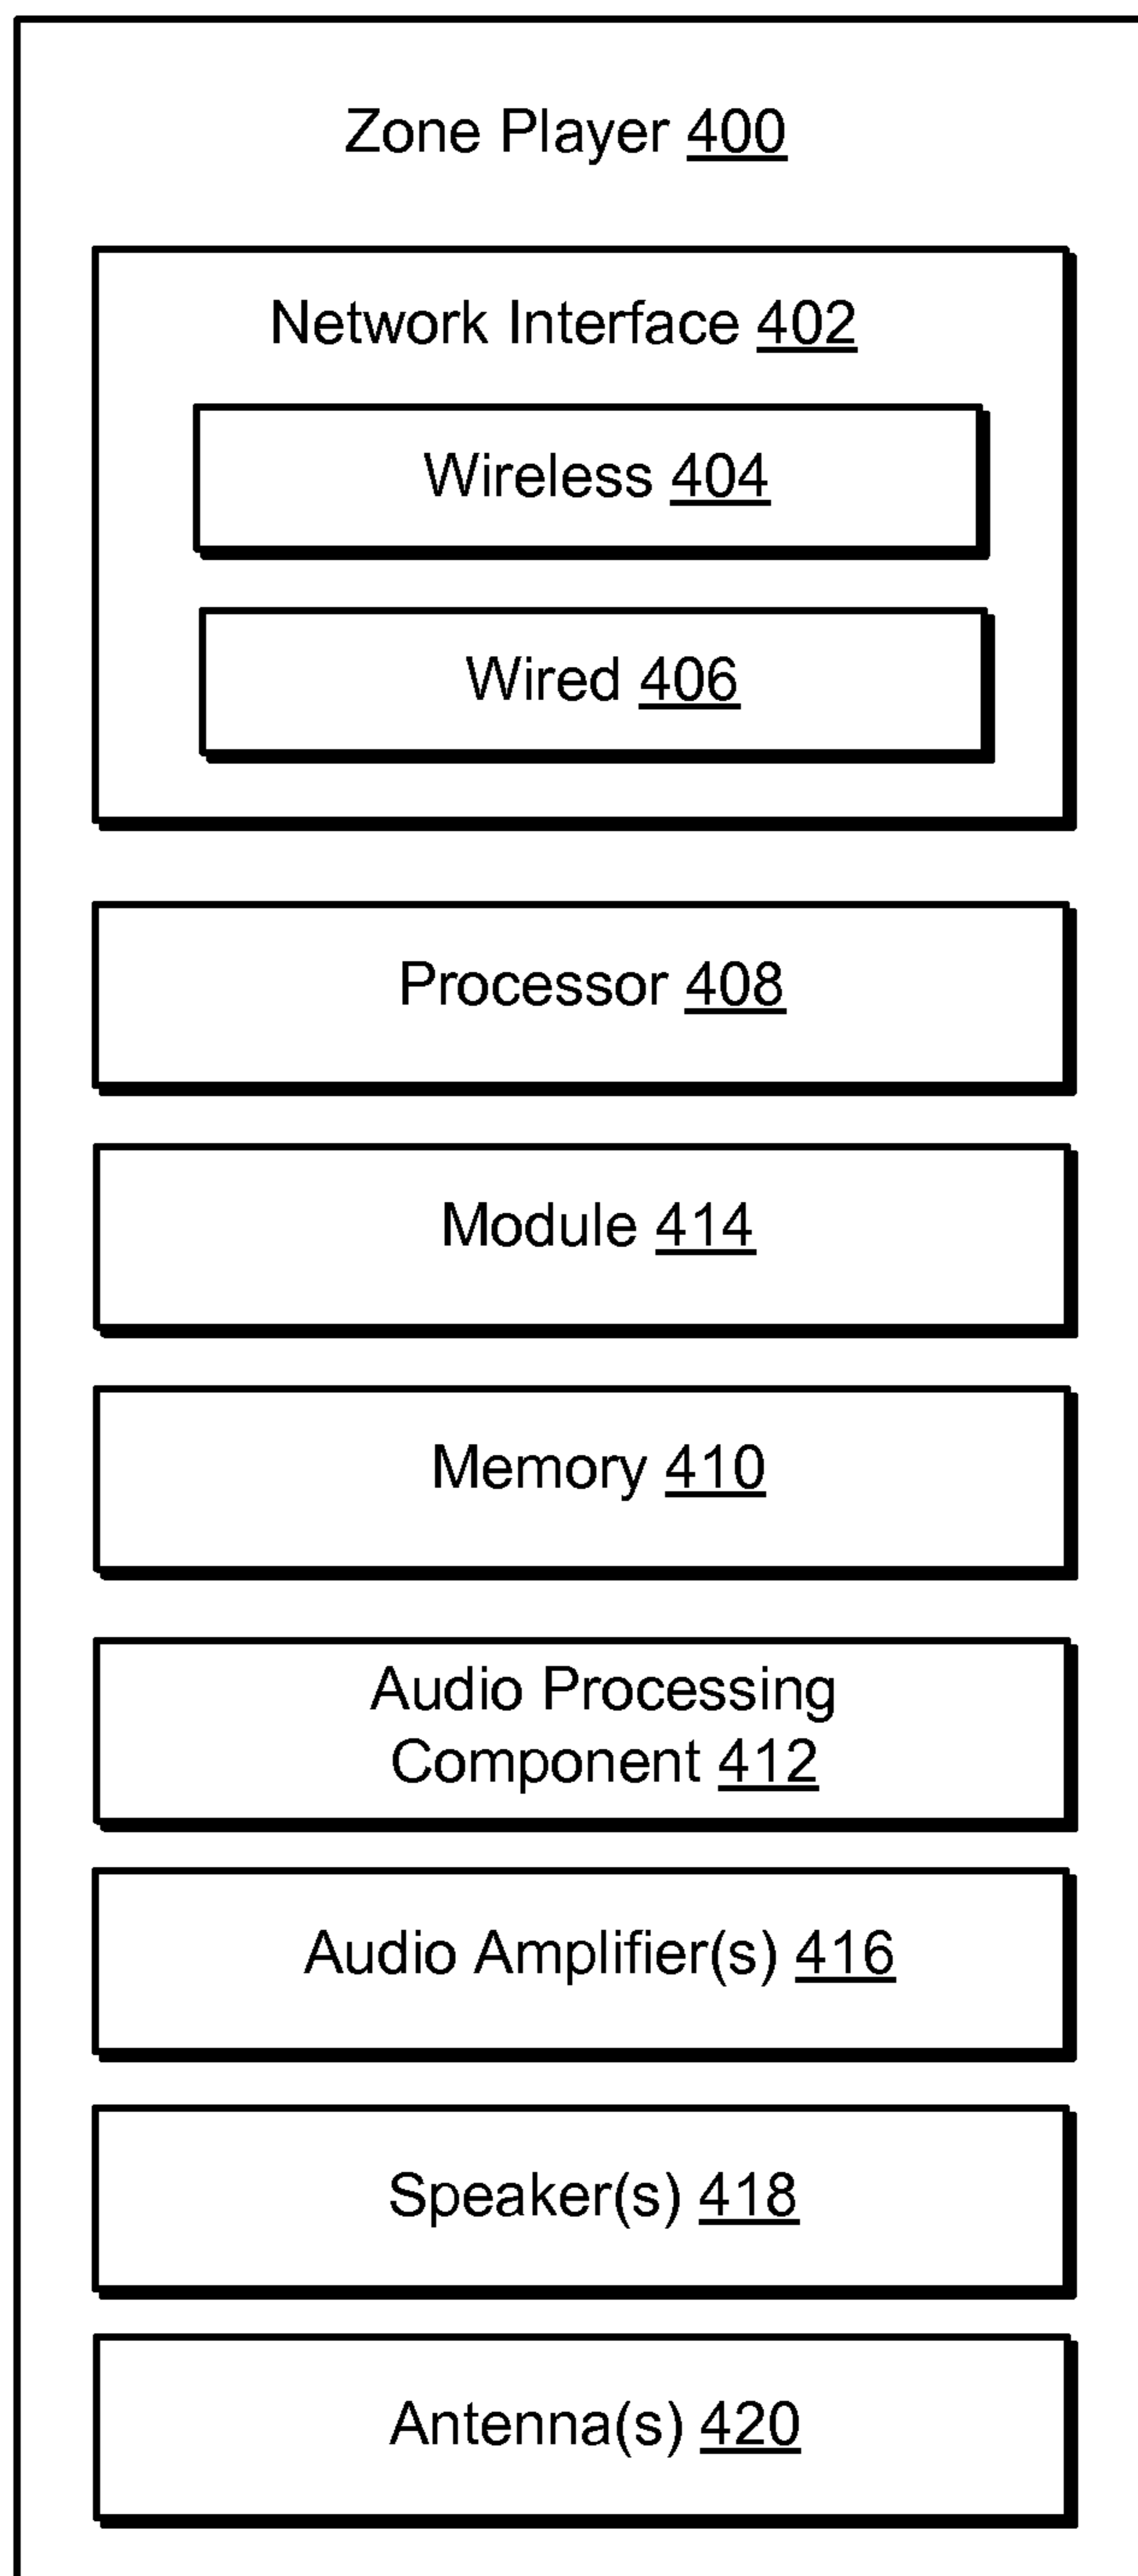 Zone Player 400
Network Interface 402
Wireless 404
Wired 406
Processor 408
Module 414
Memory 410
Audio Processing
Component 412
Audio Amplifier(s) 416
Speaker(s) 418
Antenna(s) 420